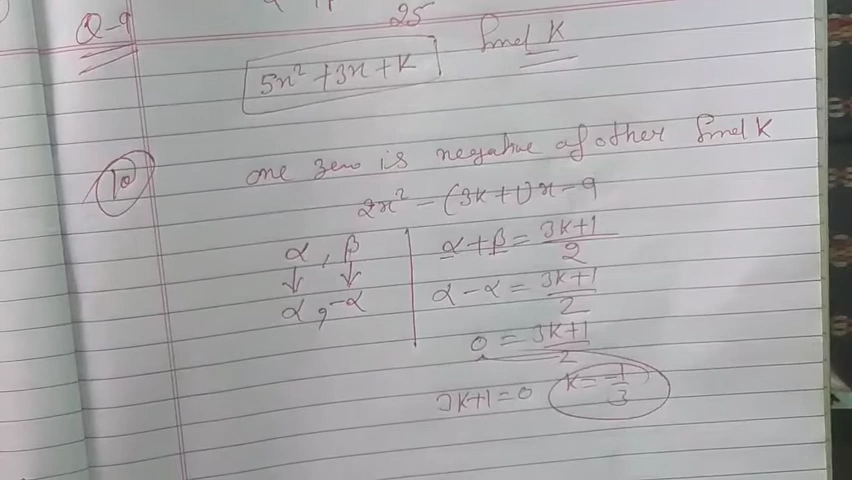 25
Q-9
Find K
5x² + 3x + K
10
one zero is negative of other Find K
2x² - (3K+1)x - 9
α , β
↓ ↓
α , -α
α + β = 3K+1/2
α - α = 3K+1/2
0 = 3K+1/2
3K+1 = 0
K = -1/3